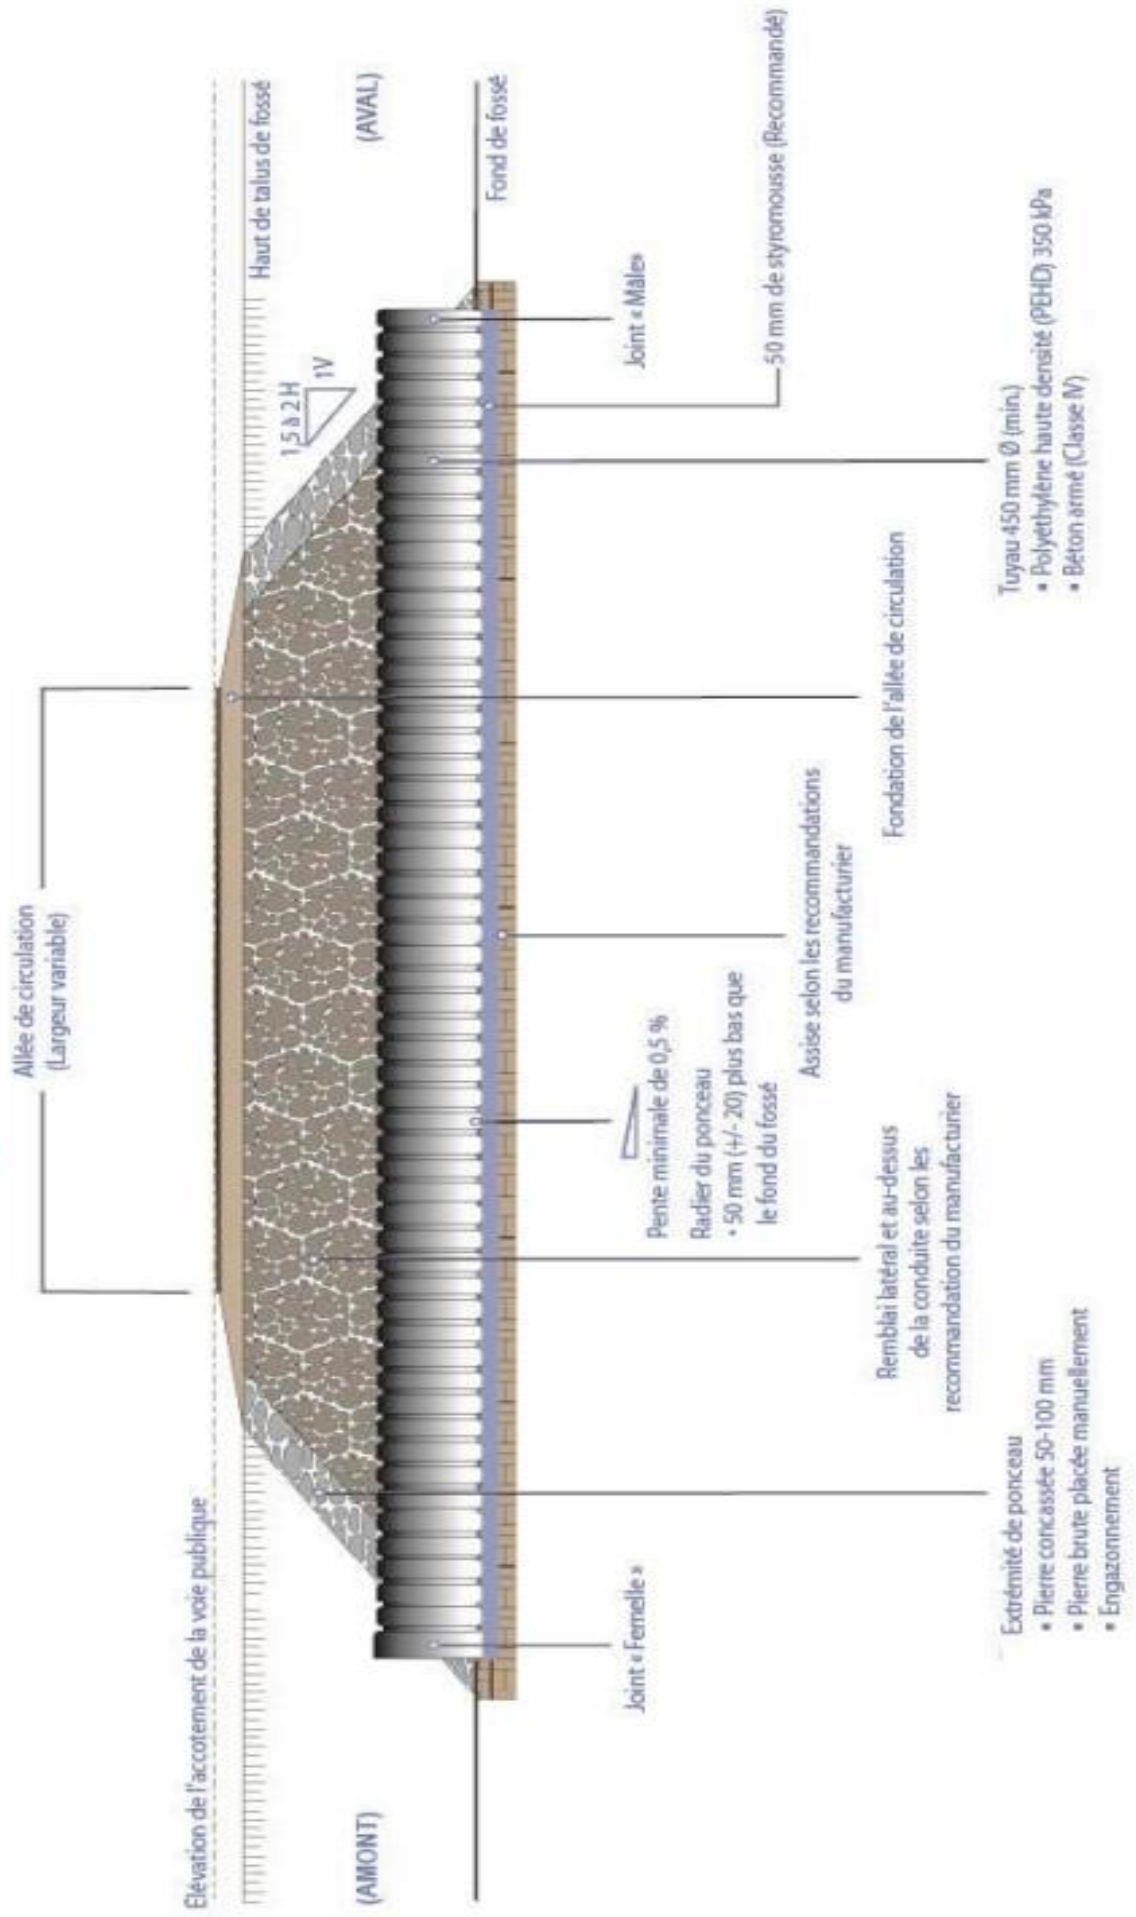 Allée de circulation
(Largeur variable)
Elévation de l'accotement de la voie publique
Haut de talus de fossé
1,5 à 2 H
1V
(AMONT)
(AVAL)
Fond de fossé
Joint « Femelle »
Pente minimale de 0,5 %
Radier du ponceau
• 50 mm (+/- 20) plus bas que
le fond du fossé
Joint « Mâle»
50 mm de styromousse (Recommandé)
Assise selon les recommandations
du manufacturier
Remblai latéral et au-dessus
de la conduite selon les
recommandation du manufacturier
Fondation de l'allée de circulation
Extrémité de ponceau
• Pierre concassée 50-100 mm
• Pierre brute placée manuellement
• Engazonnement
Tuyau 450 mm Ø (min.)
• Polyéthylène haute densité (PEHD) 350 kPa
• Béton armé (Classe IV)